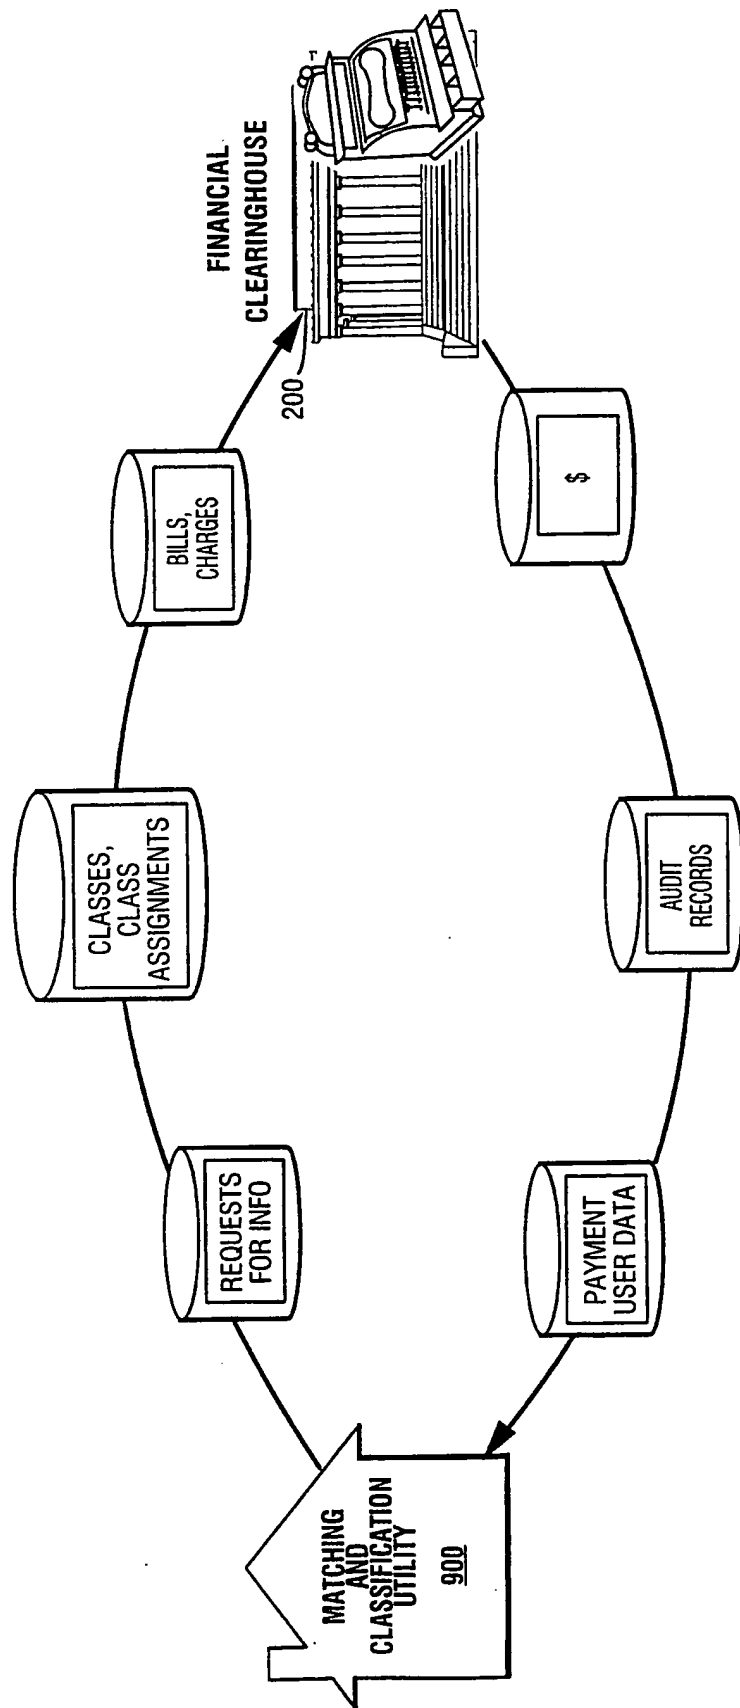 FINANCIAL
CLEARINGHOUSE
200
BILLS,
CHARGES
CLASSES,
CLASS
ASSIGNMENTS
REQUESTS
FOR INFO
MATCHING
AND
CLASSIFICATION
UTILITY
900
PAYMENT
USER DATA
AUDIT
RECORDS
$